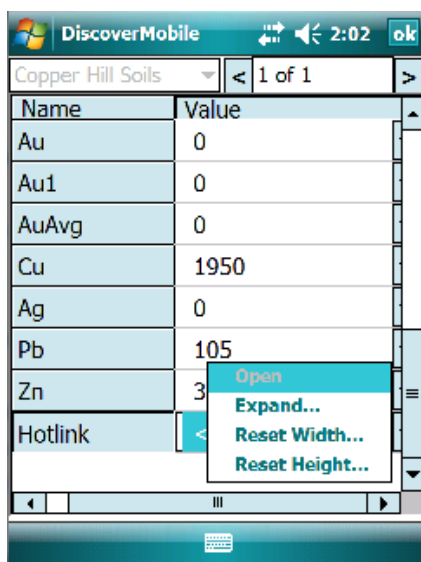 DiscoverMobile 2:02 ok
Copper Hill Soils < 1 of 1 >
Name Value
Au 0
Au1 0
AuAvg 0
Cu 1950
Ag 0
Pb 105
Zn 3
Open
Expand...
Hotlink <
Reset Width...
Reset Height...